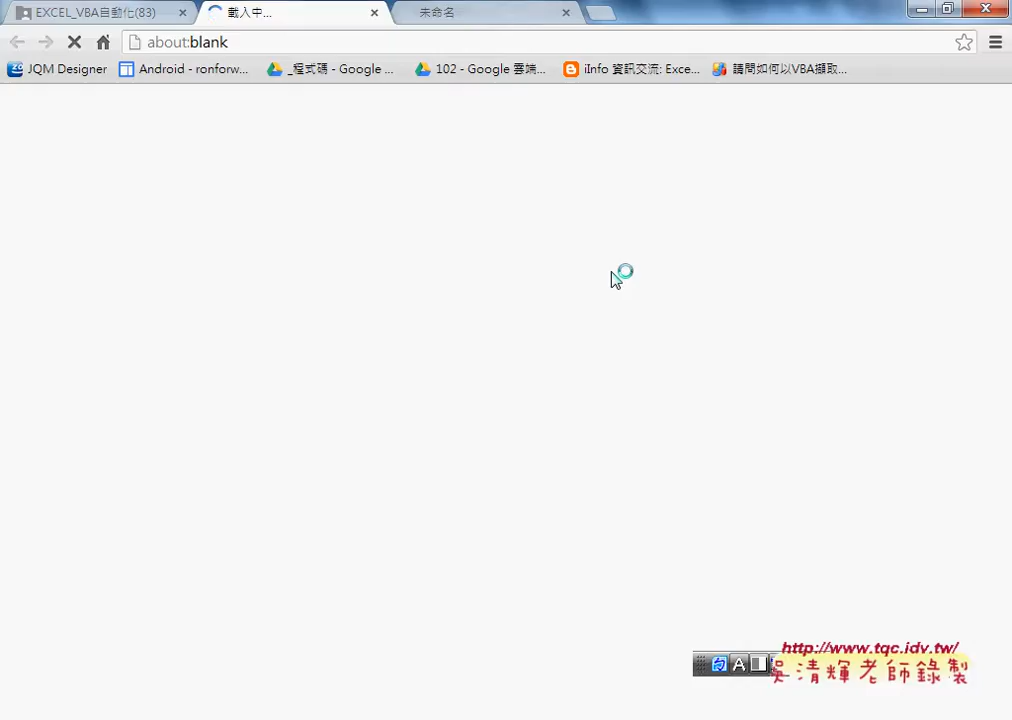 EXCEL_VBA自動化(83)
載入中...
未命名
about:blank
JQM Designer
Android - ronforw...
_程式碼 - Google ...
102 - Google 雲端...
iInfo 資訊交流: Exce...
請問如何以VBA擷取...
A
http://www.tqc.idv.tw/
吳清輝老師錄製